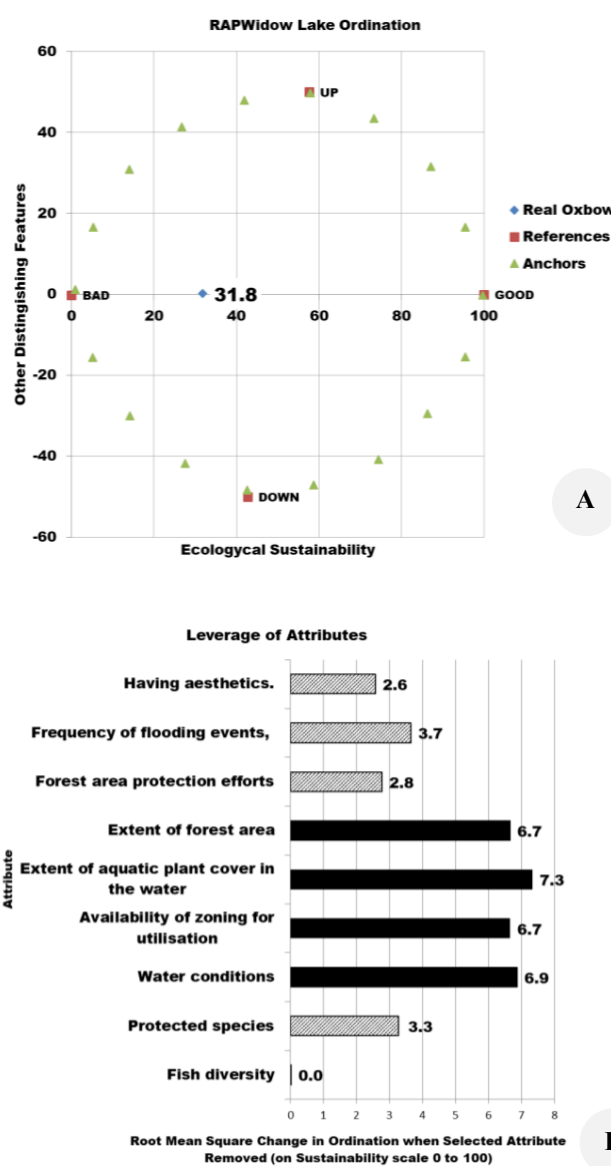 RAPWidow Lake Ordination
60
UP
40
20
Other Distingishing Features
Real Oxbow
References
Anchors
0
BAD
31.8
GOOD
0
20
40
60
80
100
-20
-40
DOWN
-60
Ecologycal Sustainability
A
Leverage of Attributes
Having aesthetics.
2.6
Frequency of flooding events,
3.7
Forest area protection efforts
2.8
Extent of forest area
6.7
Attribute
Extent of aquatic plant cover in
the water
7.3
Availability of zoning for
utilisation
6.7
Water conditions
6.9
Protected species
3.3
Fish diversity
0.0
0 1 2 3 4 5 6 7 8
Root Mean Square Change in Ordination when Selected Attribute
Removed (on Sustainability scale 0 to 100)